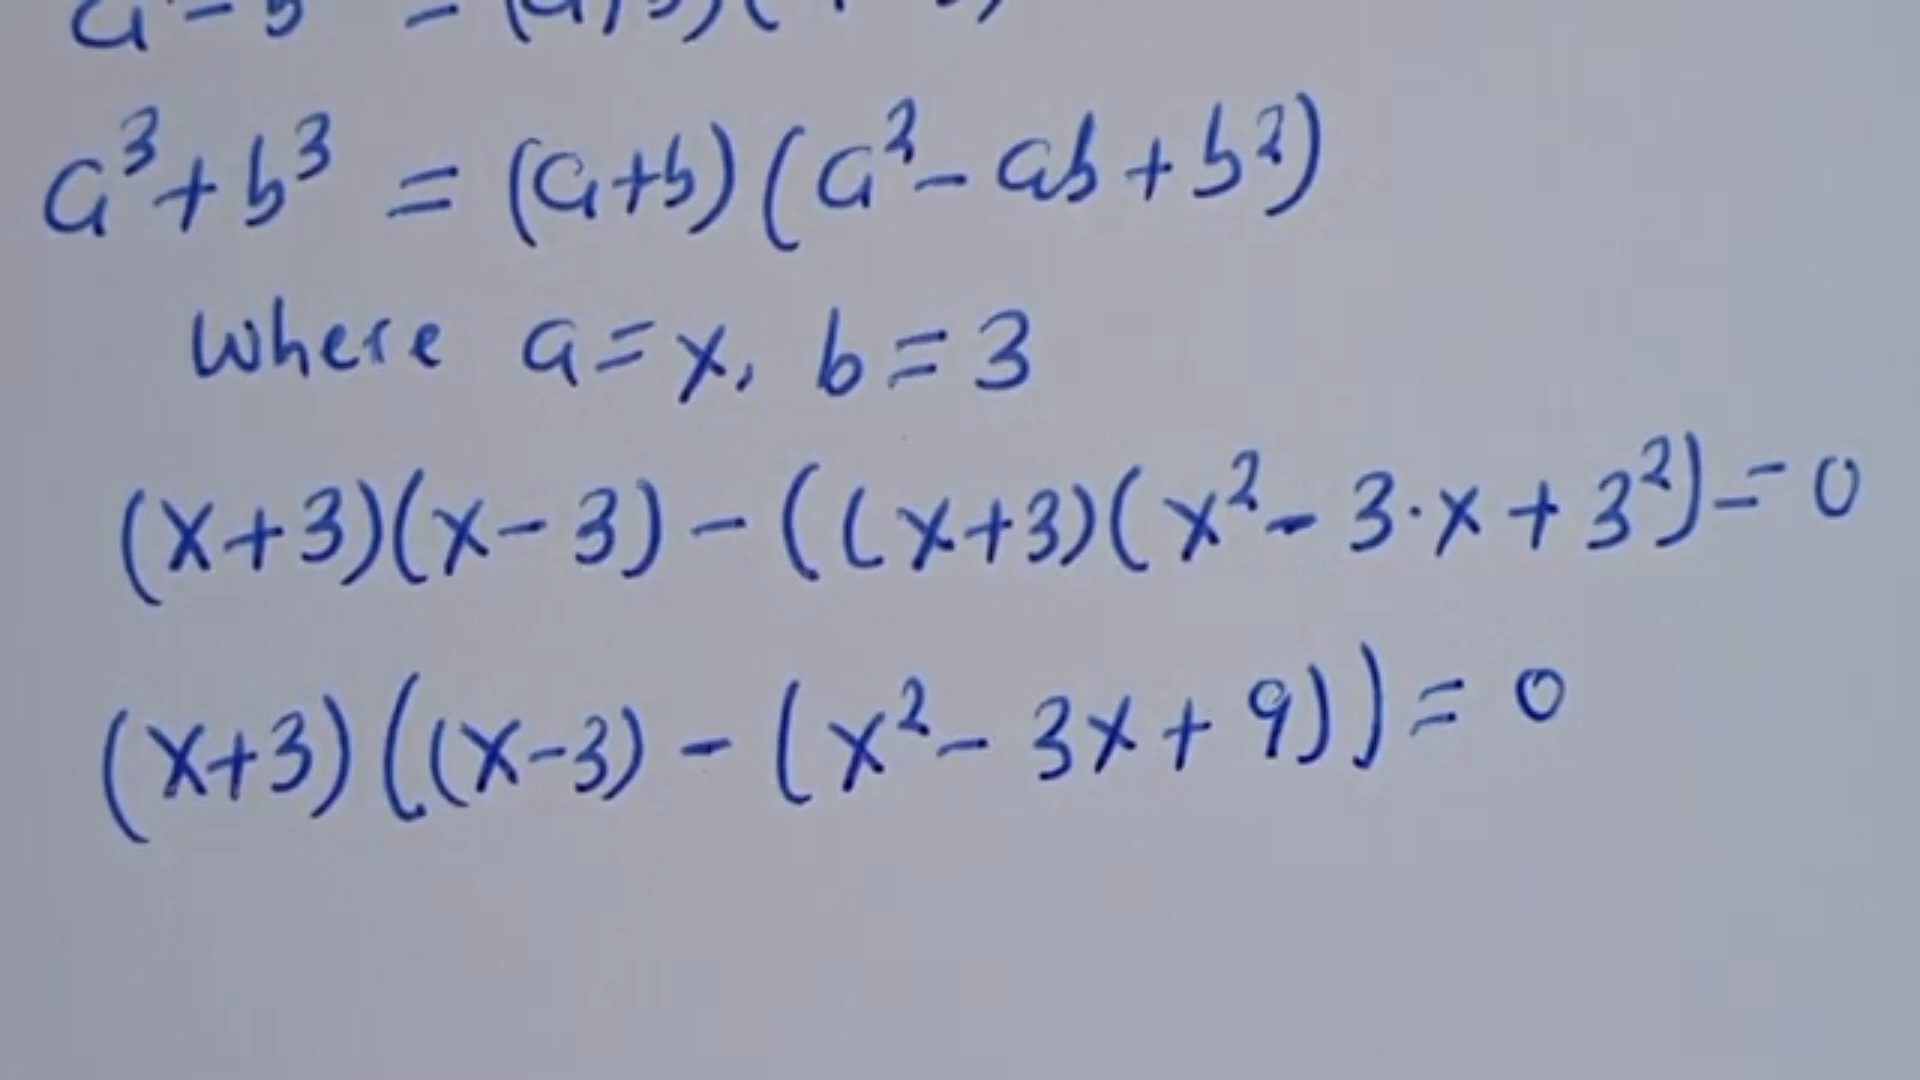 a³+b³ = (a+b)(a²-ab+b²)
Where a=x, b=3
(x+3)(x-3)-((x+3)(x²-3·x+3²)=0
(x+3)((x-3)-(x²-3x+9))=0